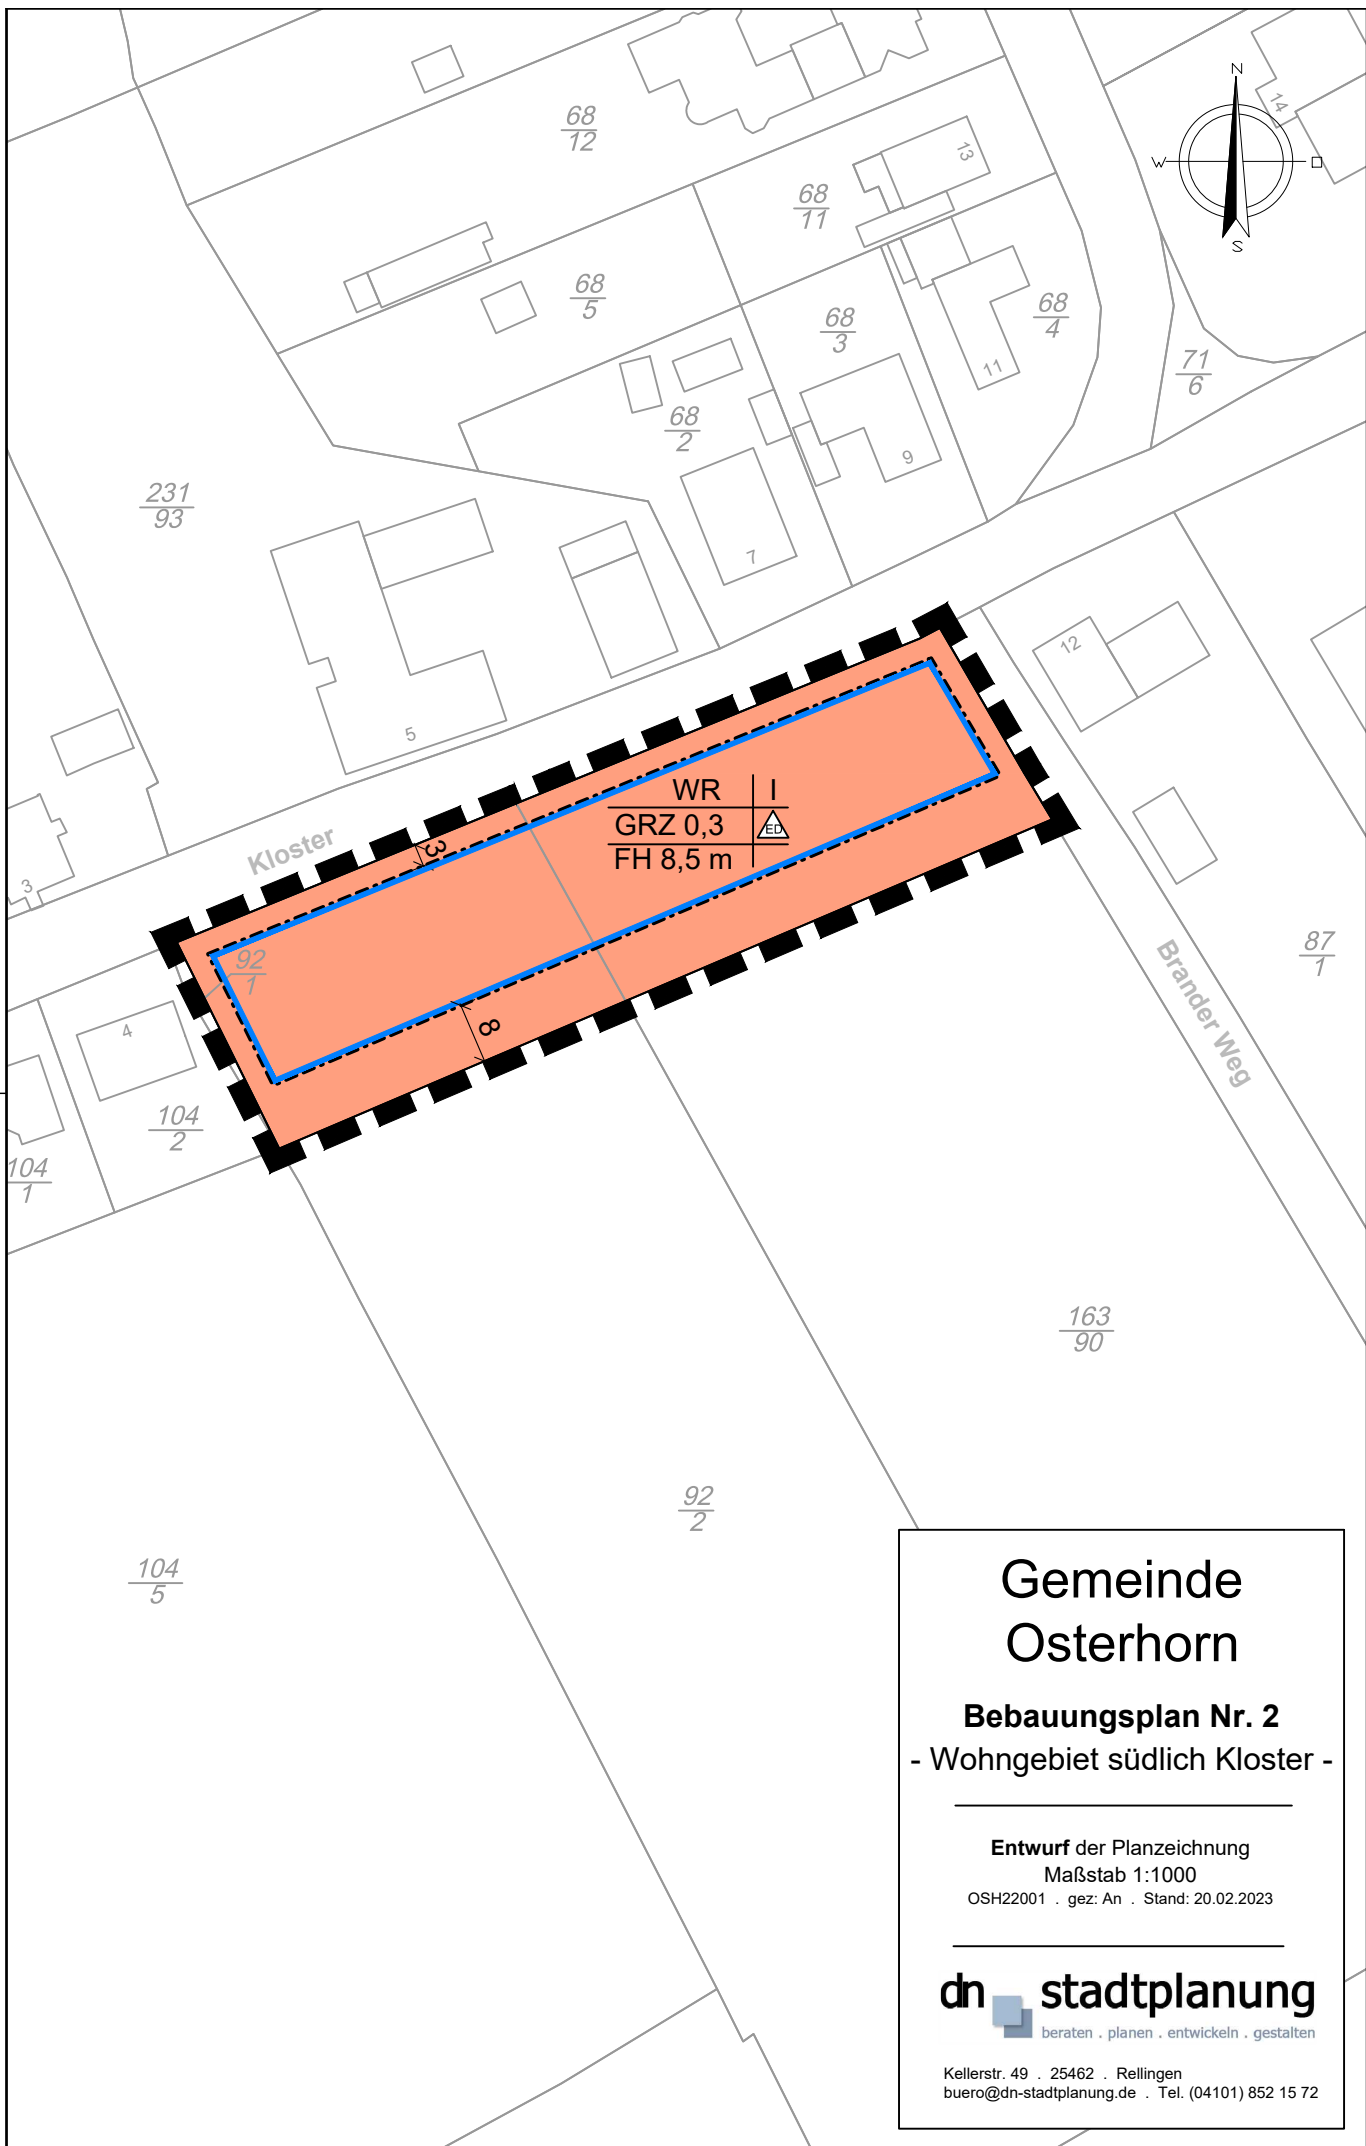 68
12
13
14
N
W
O
S
68
11
68
5
68
3
68
4
11
71
6
68
2
9
231
93
7
12
5
WR I
GRZ 0,3 ED
FH 8,5 m
Kloster
3
3
92
1
8
4
104
2
104
1
87
1
Brander Weg
163
90
92
2
104
5
Gemeinde
Osterhorn
Bebauungsplan Nr. 2
- Wohngebiet südlich Kloster -
Entwurf der Planzeichnung
Maßstab 1:1000
OSH22001 . gez: An . Stand: 20.02.2023
dn stadtplanung
beraten . planen . entwickeln . gestalten
Kellerstr. 49 . 25462 . Rellingen
buero@dn-stadtplanung.de . Tel. (04101) 852 15 72